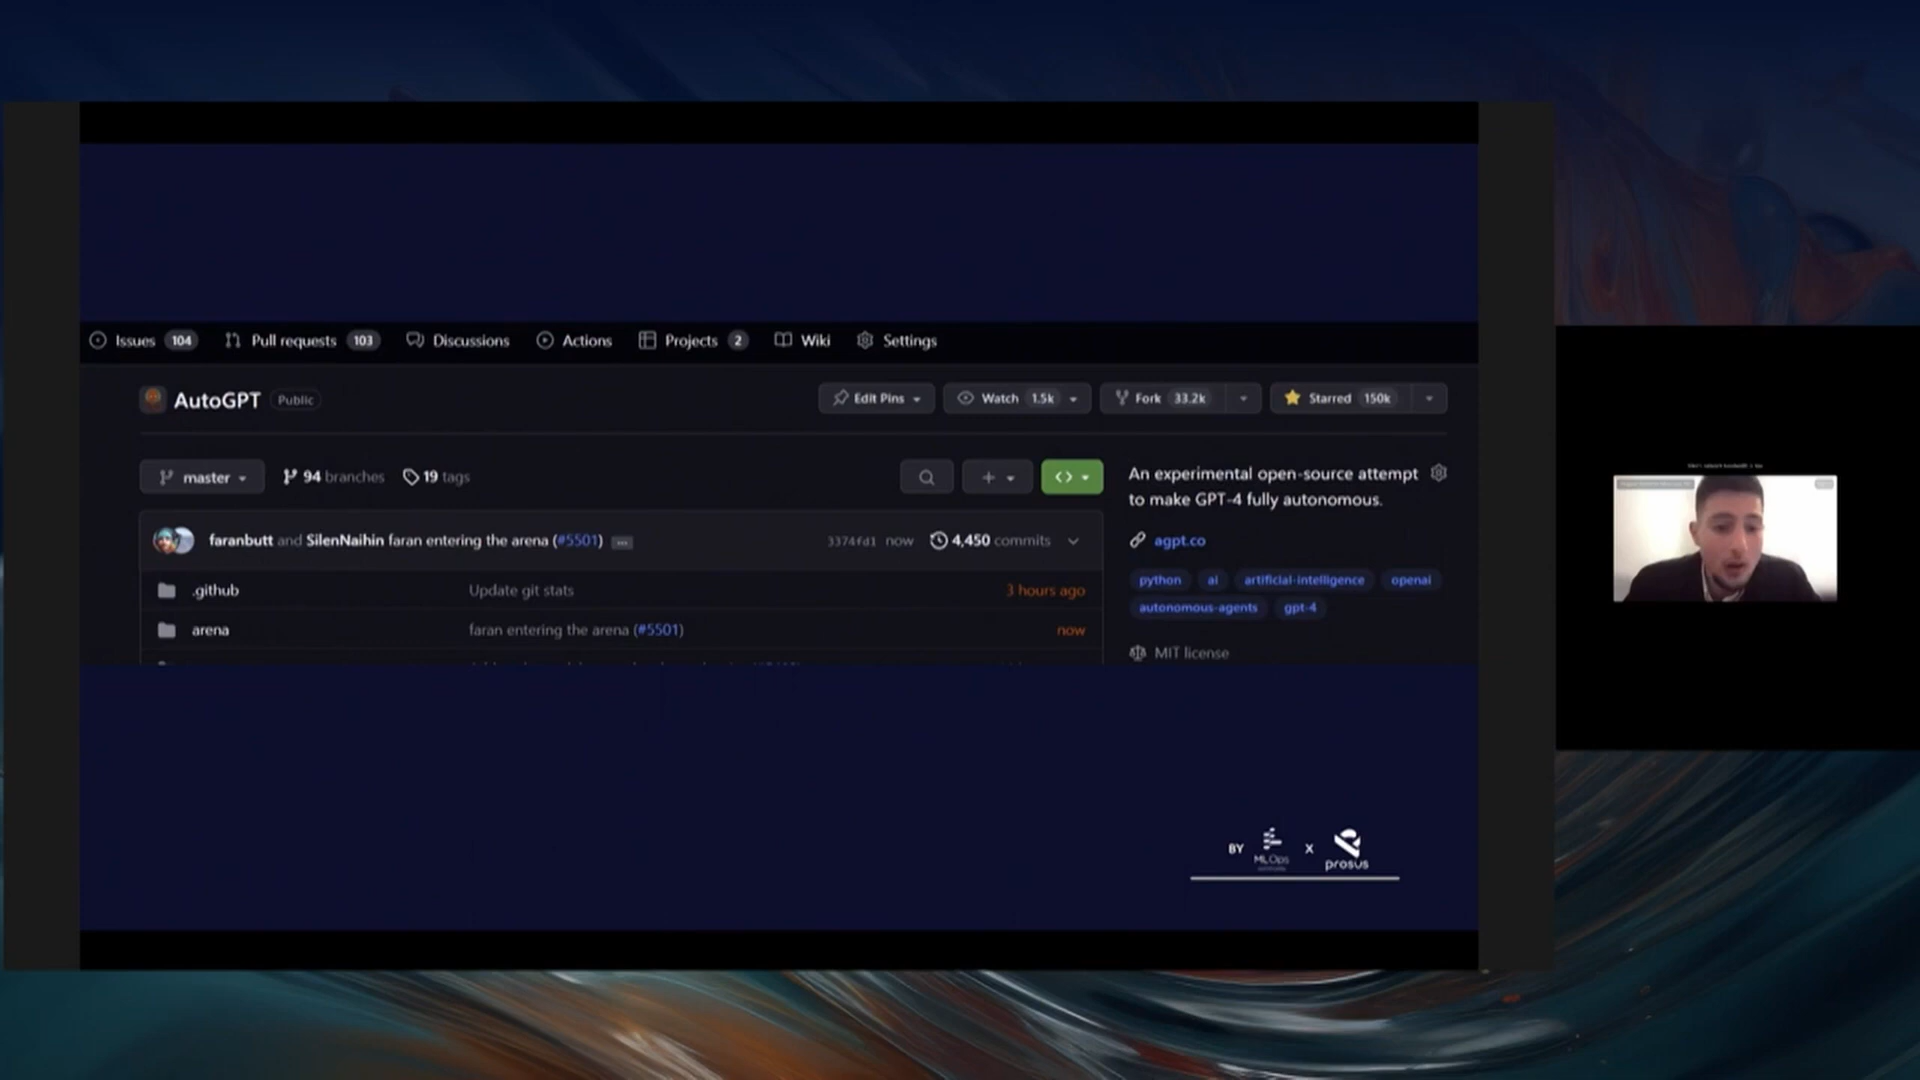 Issues 104 Pull requests 103 Discussions Actions Projects 2 Wiki Settings
AutoGPT Public Edit Pins Watch 1.5k Fork 33.2k Starred 150k
master 94 branches 19 tags
An experimental open-source attempt
to make GPT-4 fully autonomous.
faranbutt and SilenNaihin faran entering the arena (#5501) ... 3374fd1 now 4,450 commits
agpt.co
.github Update git stats 3 hours ago
python ai artificial-intelligence openai
autonomous-agents gpt-4
arena faran entering the arena (#5501) now
MIT license
BY MLOps X prosus